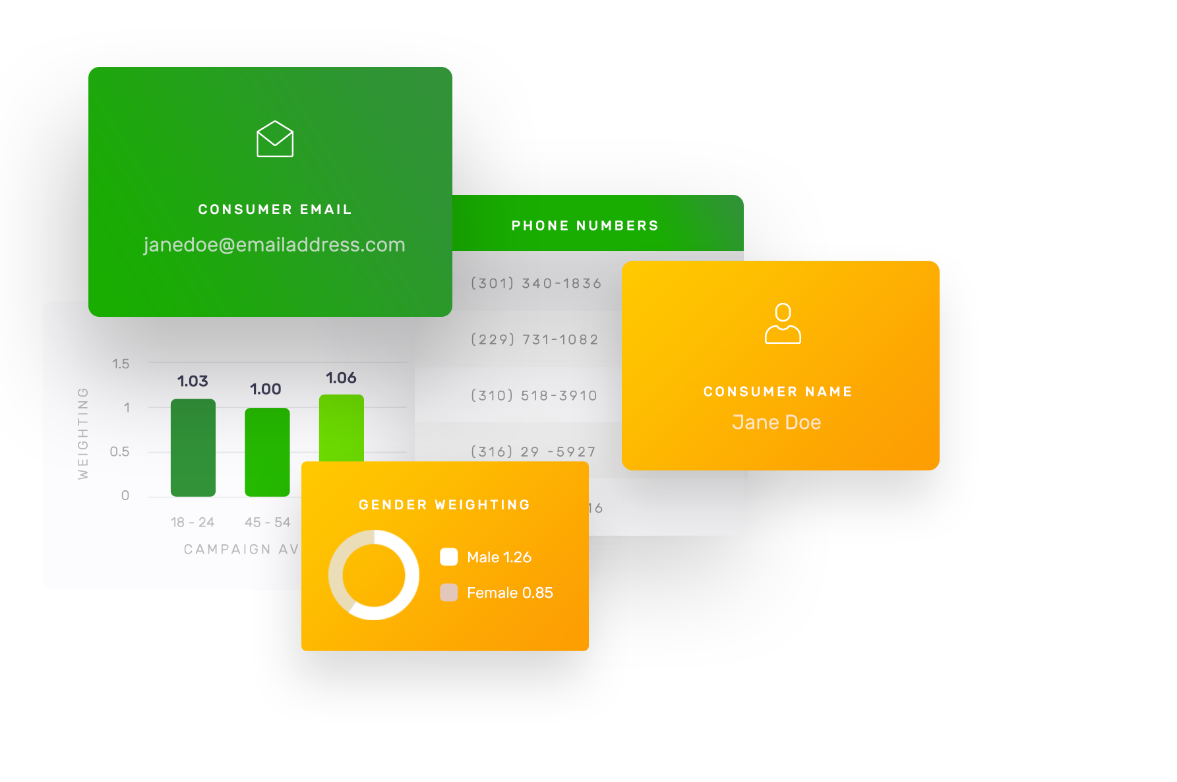 CONSUMER EMAIL
janedoe@emailaddress.com
PHONE NUMBERS
(301) 340-1836
(229) 731-1082
(310) 518-3910
(316) 29 -5927
16
CONSUMER NAME
Jane Doe
WEIGHTING
1.5
1
0.5
0
1.03
1.00
1.06
18 - 24
45 - 54
CAMPAIGN AV
GENDER WEIGHTING
Male 1.26
Female 0.85